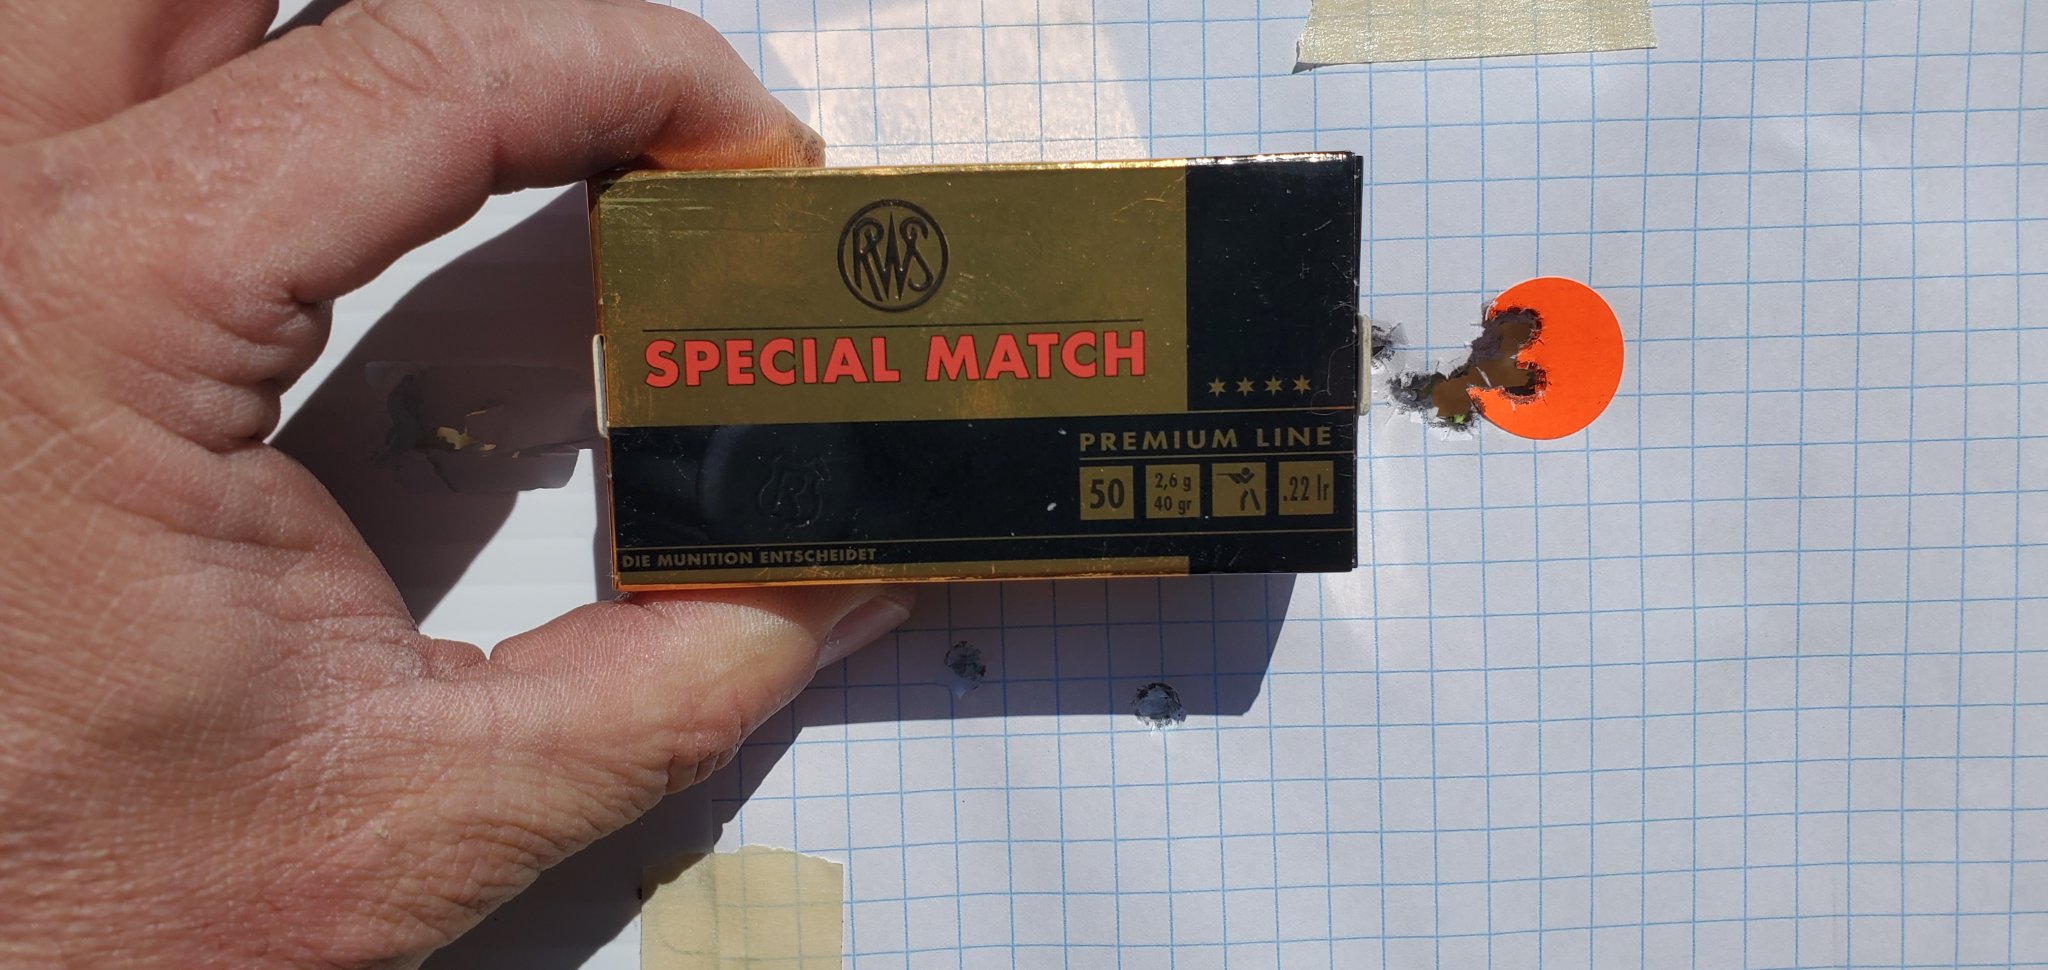 RWS
SPECIAL MATCH
PREMIUM LINE
50
2,6 g
40 gr
.22 lr
R
DIE MUNITION ENTSCHEIDET